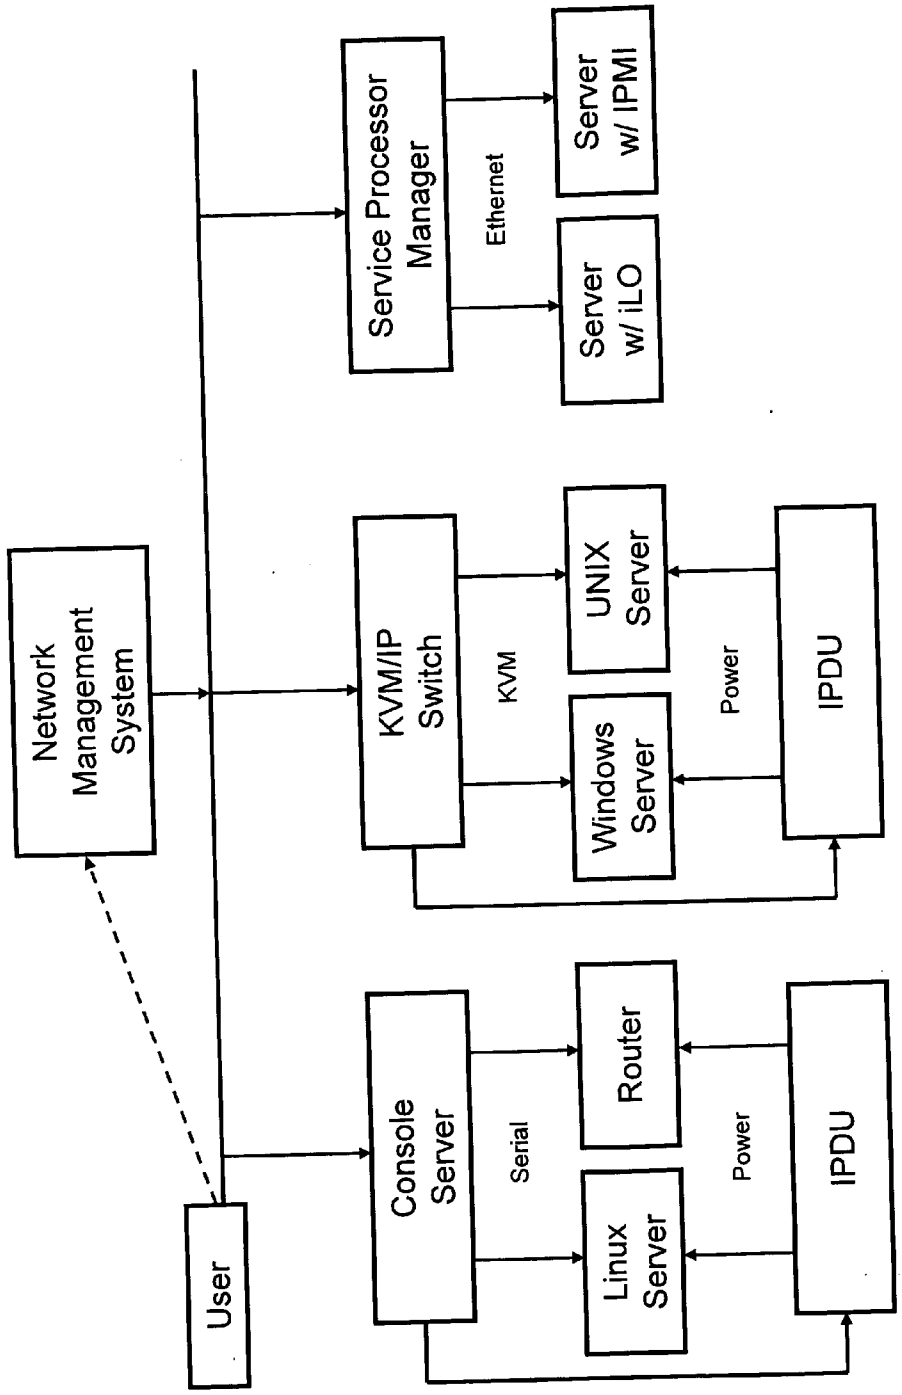 User
Network
Management
System
Console
Server
Serial
Linux
Server
Router
Power
IPDU
KVM/IP
Switch
KVM
Windows
Server
UNIX
Server
Power
IPDU
Service Processor
Manager
Ethernet
Server
w/ iLO
Server
w/ IPMI